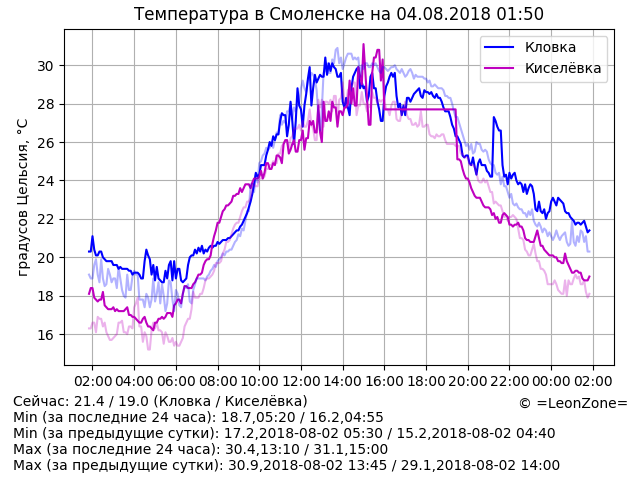 Температура в Смоленске на 04.08.2018 01:50
Кловка
Киселёвка
градусов Цельсия, °C
30
28
26
24
22
20
18
16
02:00 04:00 06:00 08:00 10:00 12:00 14:00 16:00 18:00 20:00 22:00 00:00 02:00
Сейчас: 21.4 / 19.0 (Кловка / Киселёвка)
© =LeonZone=
Min (за последние 24 часа): 18.7,05:20 / 16.2,04:55
Min (за предыдущие сутки): 17.2,2018-08-02 05:30 / 15.2,2018-08-02 04:40
Max (за последние 24 часа): 30.4,13:10 / 31.1,15:00
Max (за предыдущие сутки): 30.9,2018-08-02 13:45 / 29.1,2018-08-02 14:00